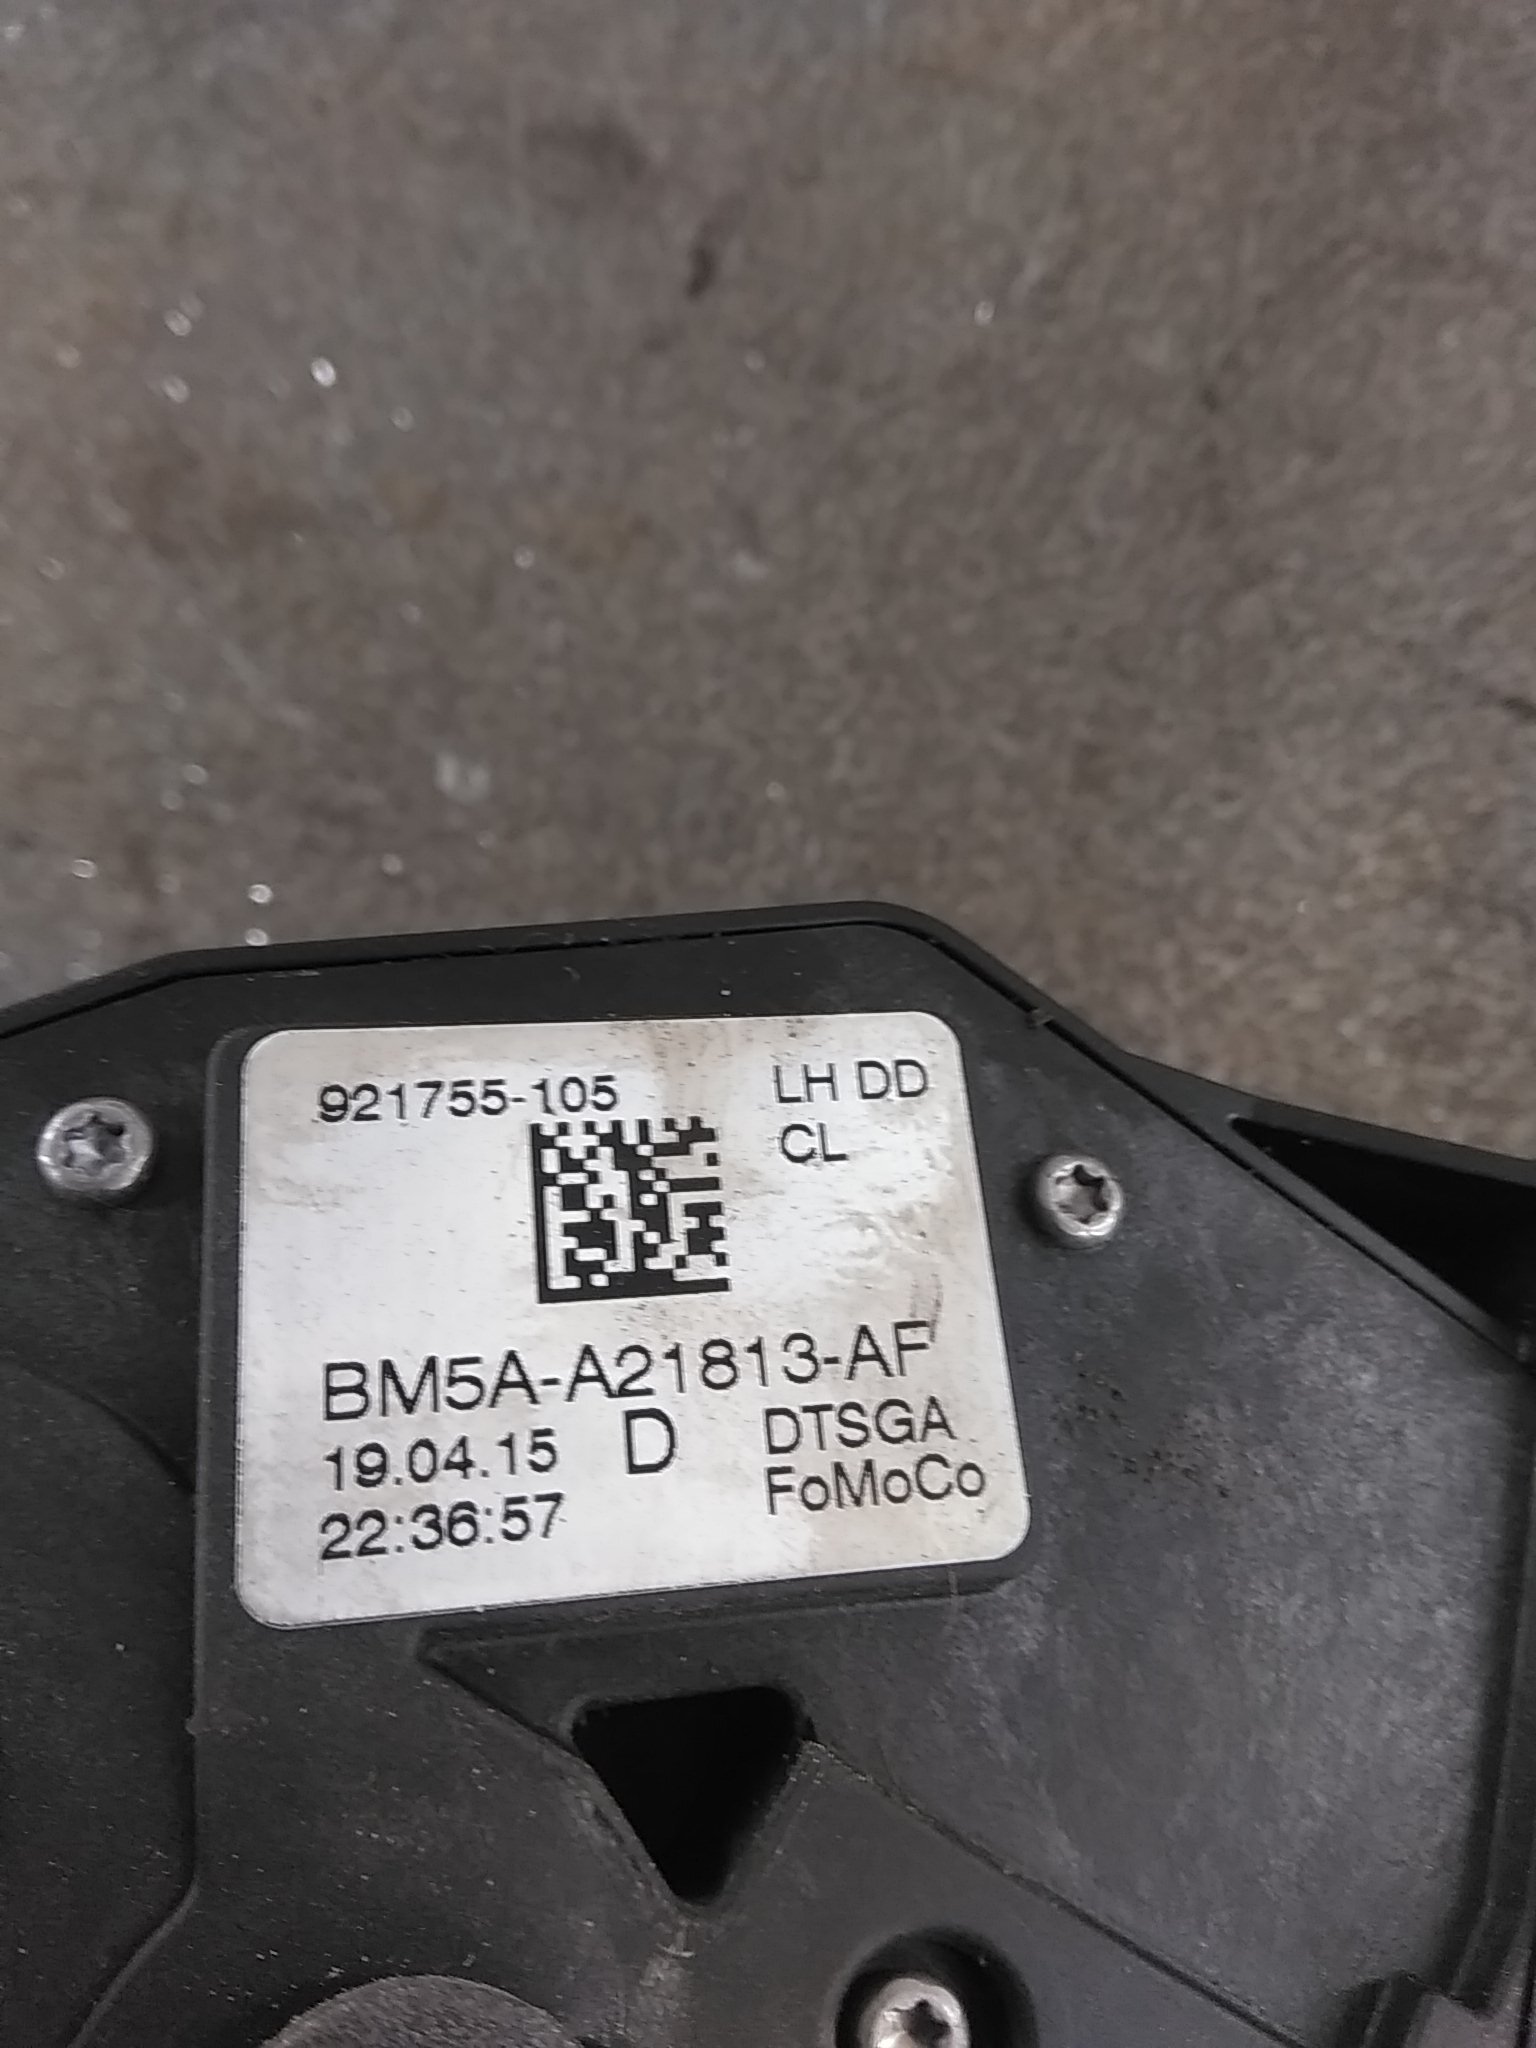 921755-105
LH DD
CL
BM5A-A21813-AF
19.04.15 D DTSGA
22:36:57 FoMoCo